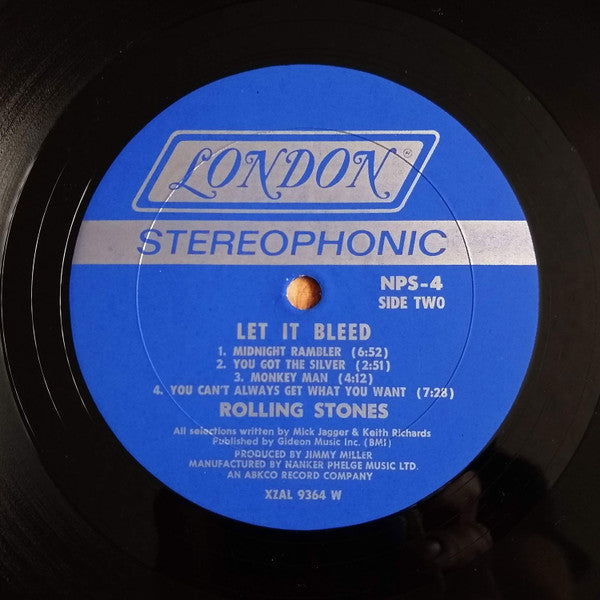 LONDON
STEREOPHONIC
NPS-4
SIDE TWO
LET IT BLEED
1. MIDNIGHT RAMBLER (6:52)
2. YOU GOT THE SILVER (2:51)
3. MONKEY MAN (4:12)
4. YOU CAN'T ALWAYS GET WHAT YOU WANT (7:28)
ROLLING STONES
All selections written by Mick Jagger & Keith Richards
Published by Gideon Music Inc. (BMI)
PRODUCED BY JIMMY MILLER
MANUFACTURED BY NANKER PHELGE MUSIC LTD.
AN ABKCO RECORD COMPANY
XZAL 9364 W